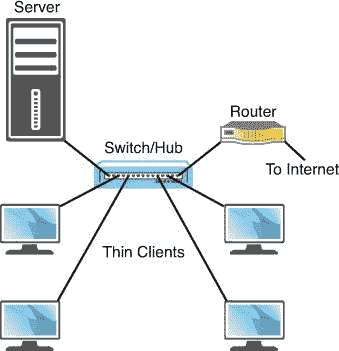 Server
Router
Switch/Hub
To Internet
Thin Clients